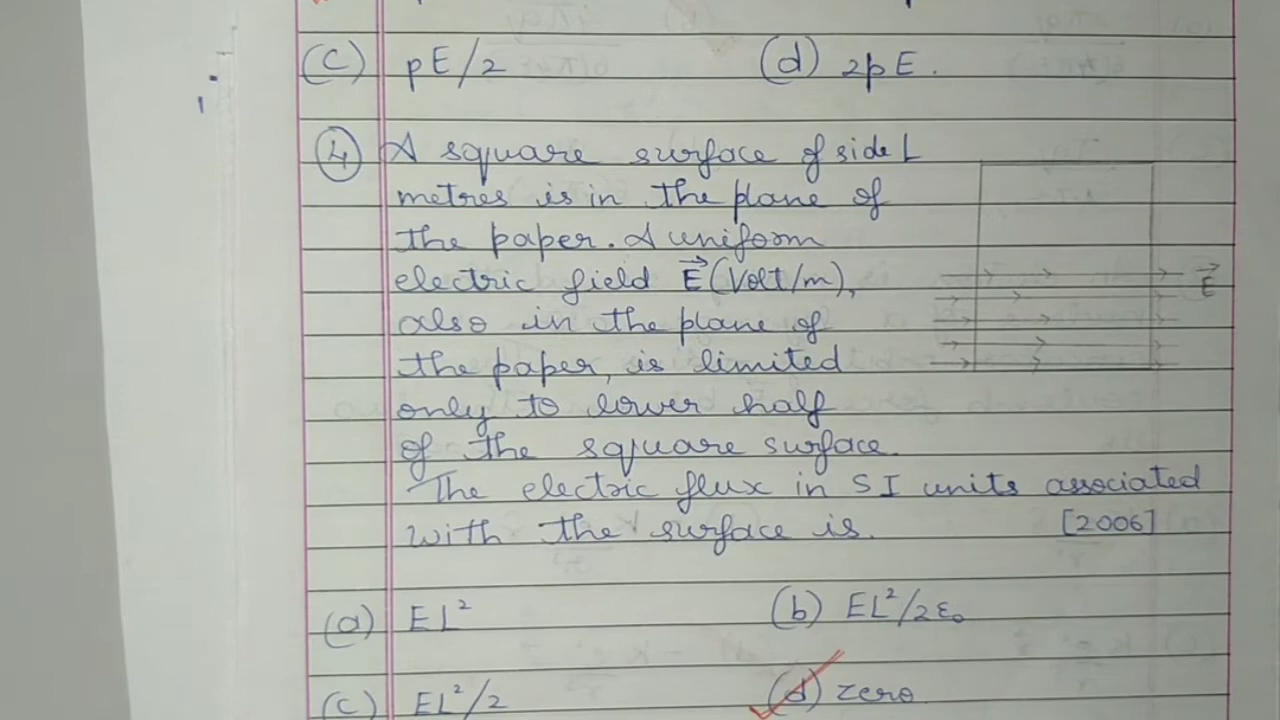 (C) pE/2 (d) 2pE.
(4) A square surface of side L
metres is in the plane of
the paper. A uniform
electric field E⃗ (Volt/m),
also in the plane of
the paper, is limited
only to lower half
of the square surface.
The electric flux in SI units associated
with the surface is. [2006]
E⃗
(a) EL² (b) EL²/2ε₀
(C) EL²/2 (d) zero